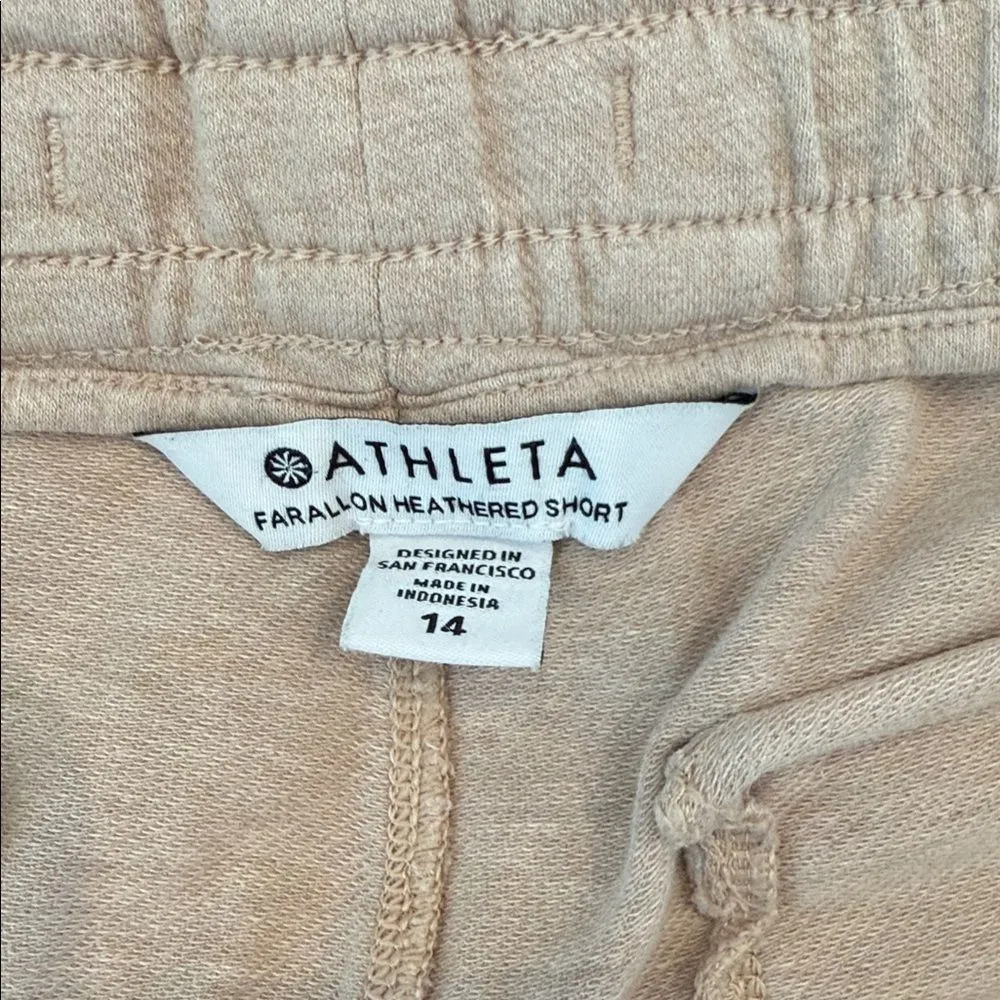 ATHLETA
FARALLON HEATHERED SHORT
DESIGNED IN
SAN FRANCISCO
MADE IN
INDONESIA
14